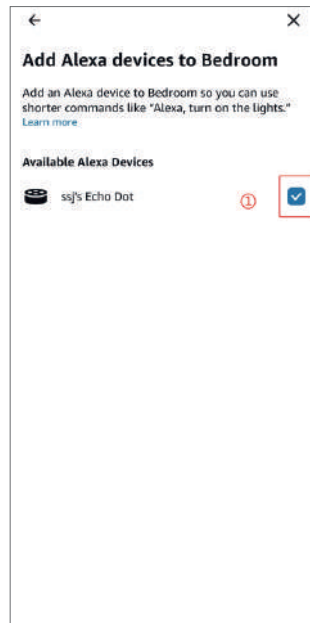 Add Alexa devices to Bedroom
Add an Alexa device to Bedroom so you can use
shorter commands like "Alexa, turn on the lights."
Learn more
Available Alexa Devices
ssj's Echo Dot ①